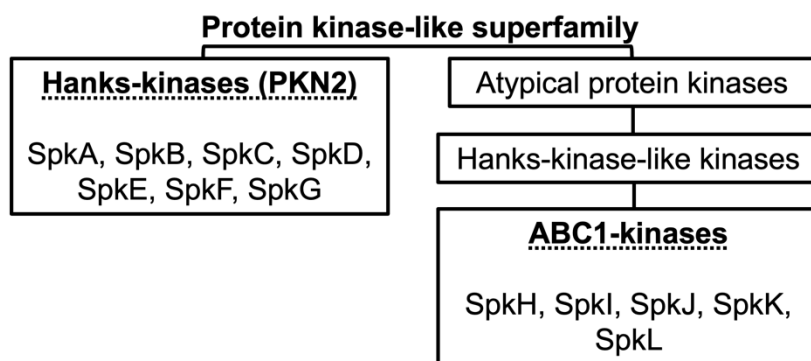 Protein kinase-like superfamily
Hanks-kinases (PKN2)
SpkA, SpkB, SpkC, SpkD,
SpkE, SpkF, SpkG
Atypical protein kinases
Hanks-kinase-like kinases
ABC1-kinases
SpkH, SpkI, SpkJ, SpkK,
SpkL